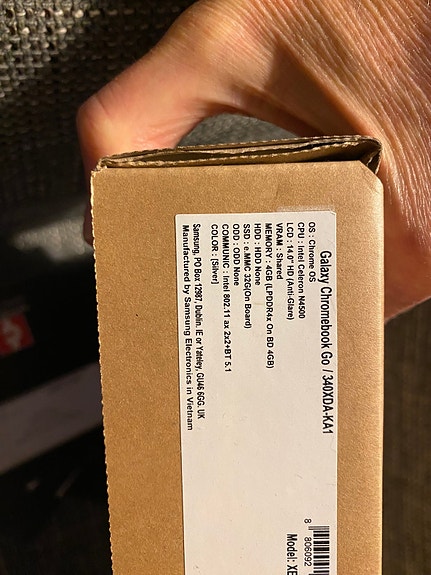 Galaxy Chromebook Go / 340XDA-KA1
OS : Chrome OS
CPU : Intel Celeron N4500
LCD : 14.0" HD (Anti-Glare)
VRAM : Shared
MEMORY : 4GB (LPDDR4x, On BD 4GB)
HDD : HDD None
SSD : e.MMC 32G(On Board)
ODD : ODD None
COMMUNIC : Intel 802.11 ax 2x2+BT 5.1
COLOR : [Silver]
Samsung, PO Box 12987, Dublin. IE or Yateley, GU46 6GG. UK
Manufactured by Samsung Electronics in Vietnam
8 806092
Model: XE